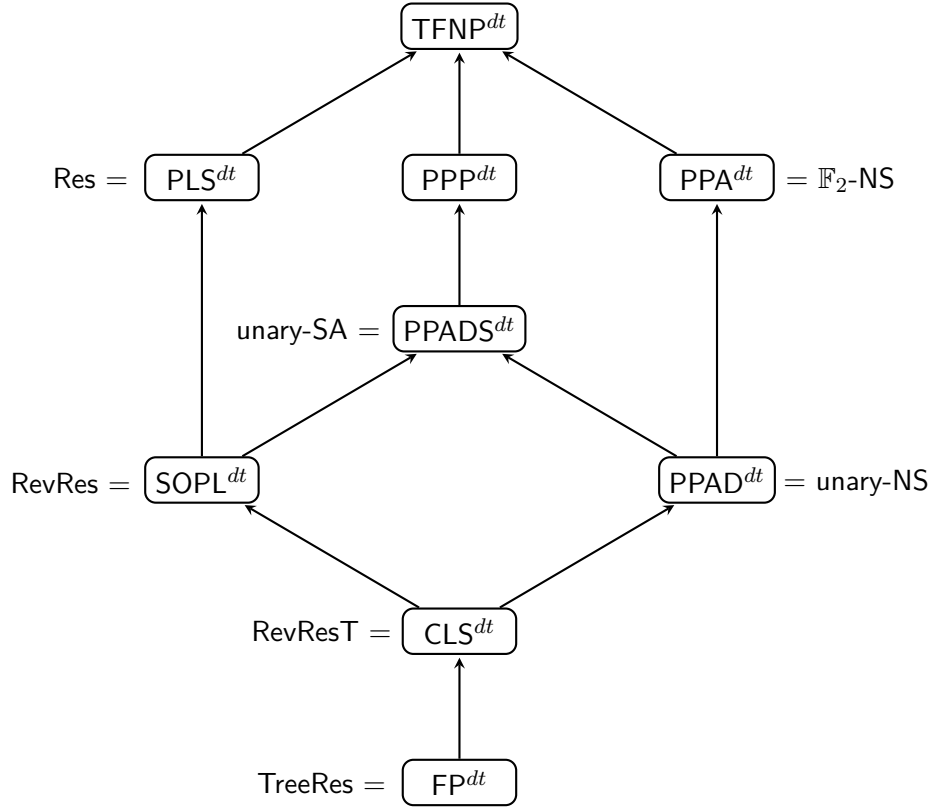 TFNP^{dt}
Res = PLS^{dt} PPP^{dt} PPA^{dt} = 𝔽₂-NS
unary-SA = PPADS^{dt}
RevRes = SOPL^{dt} PPAD^{dt} = unary-NS
RevResT = CLS^{dt}
TreeRes = FP^{dt}